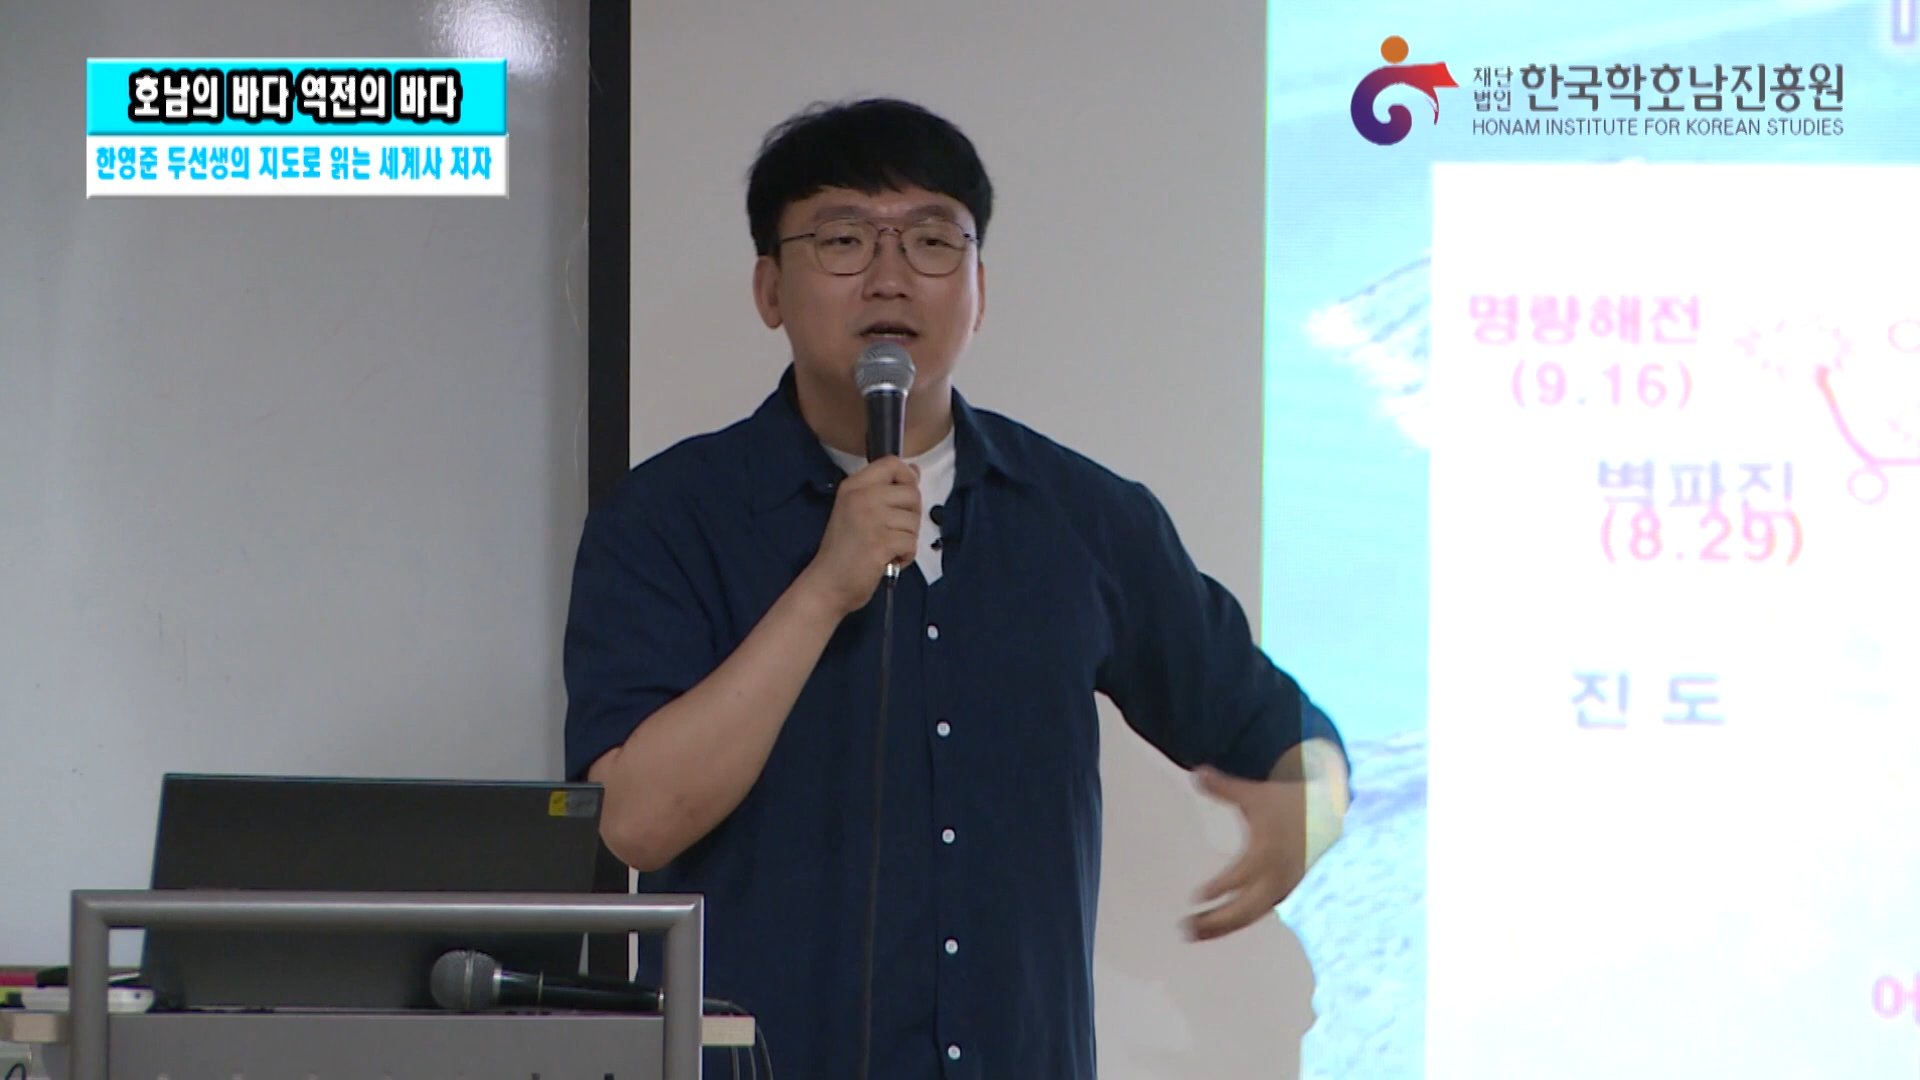 호남의 바다 역전의 바다
한영준 두선생의 지도로 읽는 세계사 저자
재단법인 한국학호남진흥원
HONAM INSTITUTE FOR KOREAN STUDIES
명량해전
(9.16)
벽파진
(8.29)
진 도